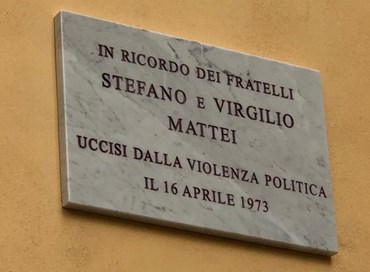 IN RICORDO DEI FRATELLI
STEFANO E VIRGILIO
MATTEI
UCCISI DALLA VIOLENZA POLITICA
IL 16 APRILE 1973